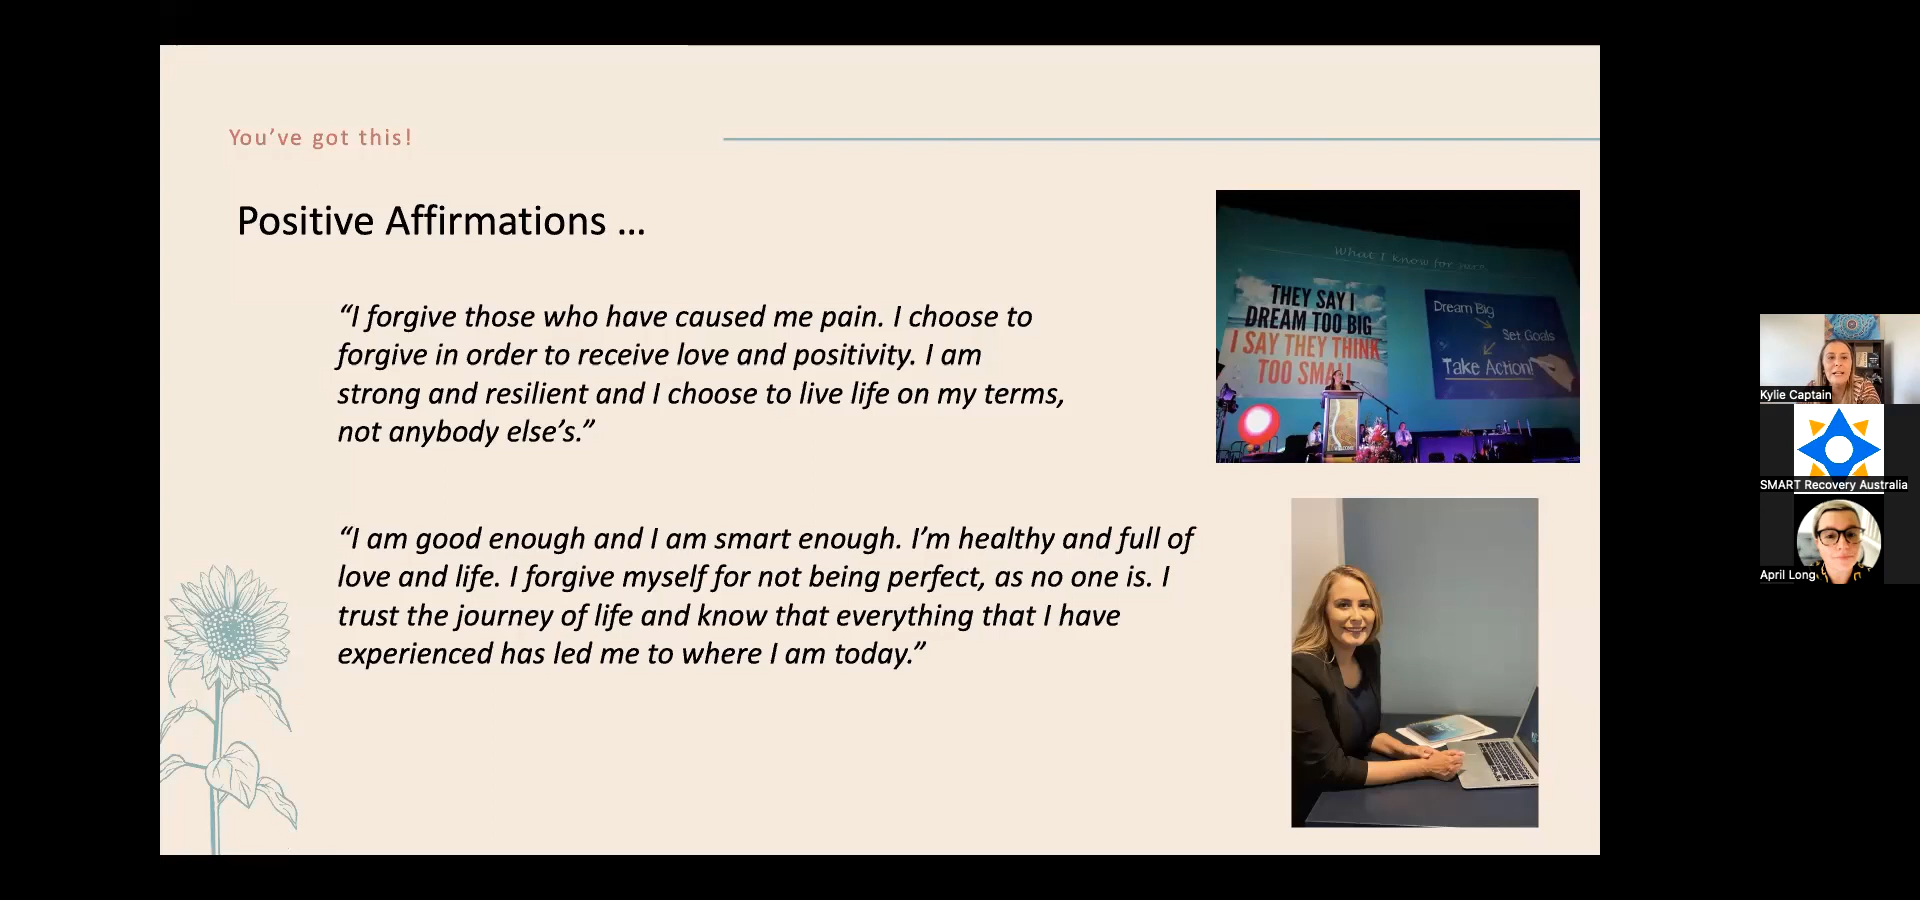 You've got this!
Positive Affirmations ...
“I forgive those who have caused me pain. I choose to
forgive in order to receive love and positivity. I am
strong and resilient and I choose to live life on my terms,
not anybody else’s.”
“I am good enough and I am smart enough. I’m healthy and full of
love and life. I forgive myself for not being perfect, as no one is. I
trust the journey of life and know that everything that I have
experienced has led me to where I am today.”
What I know for sure
THEY SAY I
DREAM TOO BIG
I SAY THEY THINK
TOO SMALL
Dream Big
Set Goals
Take Action!
WELCOME
Kylie Captain
SMART Recovery Australia
April Long